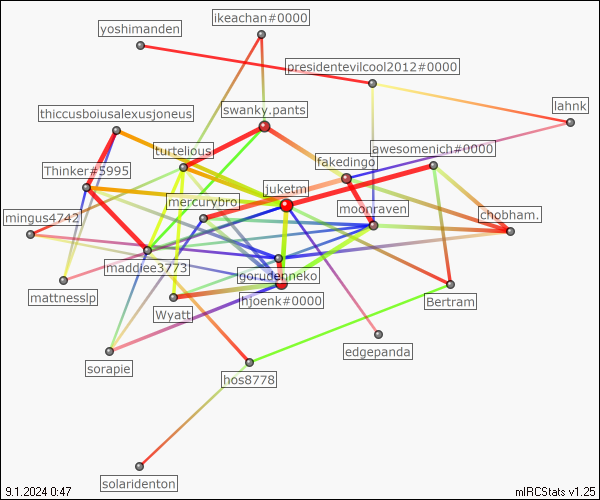 ikeachan#0000
yoshimanden
presidentevilcool2012#0000
lahnk
thiccusboiusalexusjoneus
swanky.pants
turtelious
awesomenich#0000
fakedingo
Thinker#5995
juketm
mercurybro
moonraven
chobham.
mingus4742
maddiee3773
gorudenneko
mattnesslp
hjoenk#0000
Bertram
Wyatt
edgepanda
sorapie
hos8778
solaridenton
9.1.2024 0:47
mIRCStats v1.25